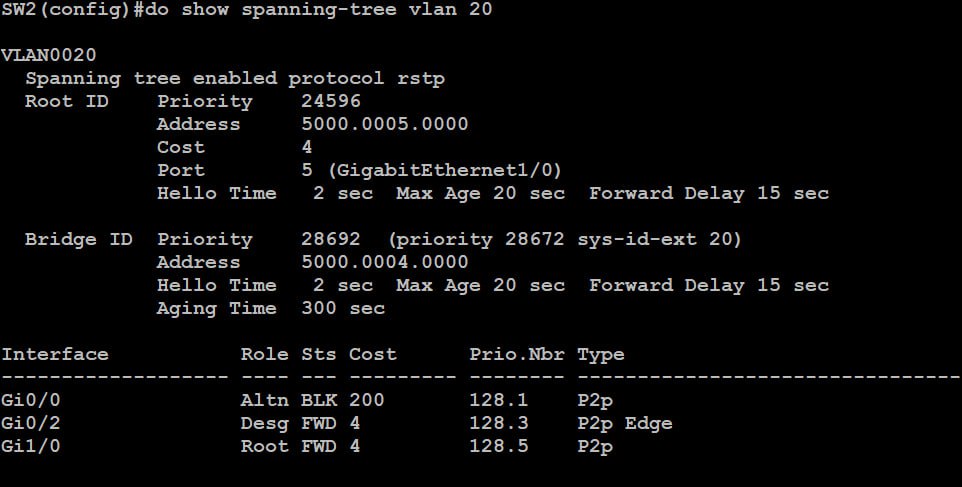 SW2(config)#do show spanning-tree vlan 20
VLAN0020
Spanning tree enabled protocol rstp
Root ID Priority 24596
Address 5000.0005.0000
Cost 4
Port 5 (GigabitEthernet1/0)
Hello Time 2 sec Max Age 20 sec Forward Delay 15 sec
Bridge ID Priority 28692 (priority 28672 sys-id-ext 20)
Address 5000.0004.0000
Hello Time 2 sec Max Age 20 sec Forward Delay 15 sec
Aging Time 300 sec
Interface Role Sts Cost Prio.Nbr Type
------------------- ---- --- --------- -------- --------------------------------
Gi0/0 Altn BLK 200 128.1 P2p
Gi0/2 Desg FWD 4 128.3 P2p Edge
Gi1/0 Root FWD 4 128.5 P2p